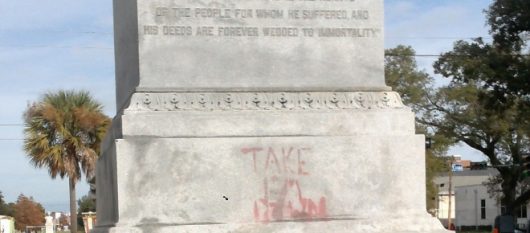 OF THE PEOPLE FOR WHOM HE SUFFERED, AND
HIS DEEDS ARE FOREVER WEDDED TO IMMORTALITY."
TAKE
'EM
DOWN